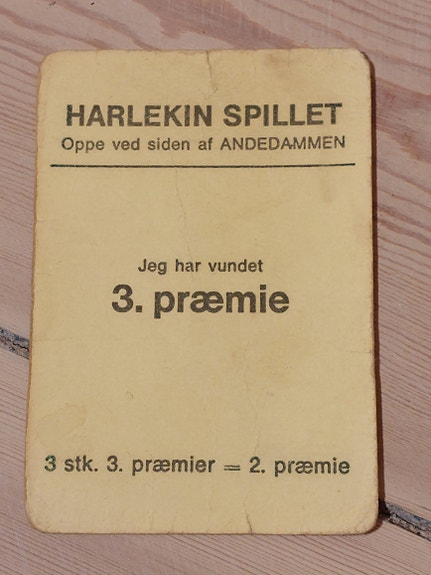 HARLEKIN SPILLET
Oppe ved siden af ANDEDAMMEN
Jeg har vundet
3. præmie
3 stk. 3. præmier = 2. præmie